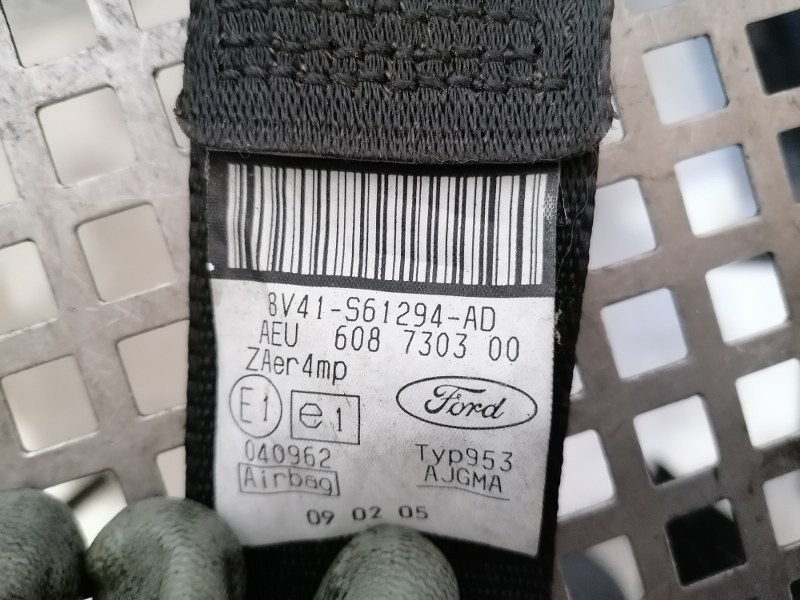 8V41-S61294-AD
AEU 608 7303 00
ZAer4mp
E1 e1 Ford
040962 Typ953
Airbag AJGMA
09 02 05